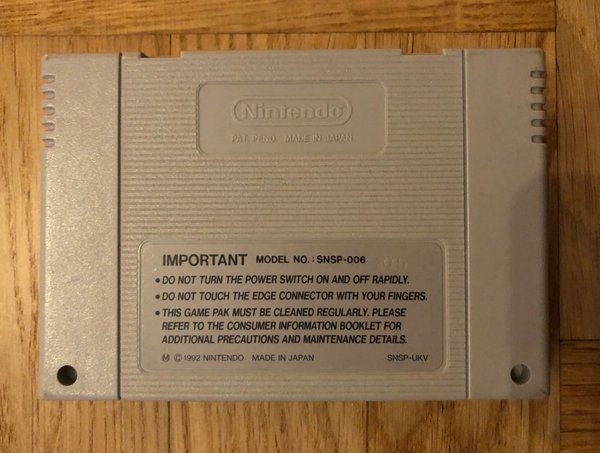 Nintendo
PAT. PEND. MADE IN JAPAN
IMPORTANT MODEL NO.: SNSP-006
• DO NOT TURN THE POWER SWITCH ON AND OFF RAPIDLY.
• DO NOT TOUCH THE EDGE CONNECTOR WITH YOUR FINGERS.
• THIS GAME PAK MUST BE CLEANED REGULARLY. PLEASE
REFER TO THE CONSUMER INFORMATION BOOKLET FOR
ADDITIONAL PRECAUTIONS AND MAINTENANCE DETAILS.
Ⓜ ©1992 NINTENDO MADE IN JAPAN SNSP-UKV